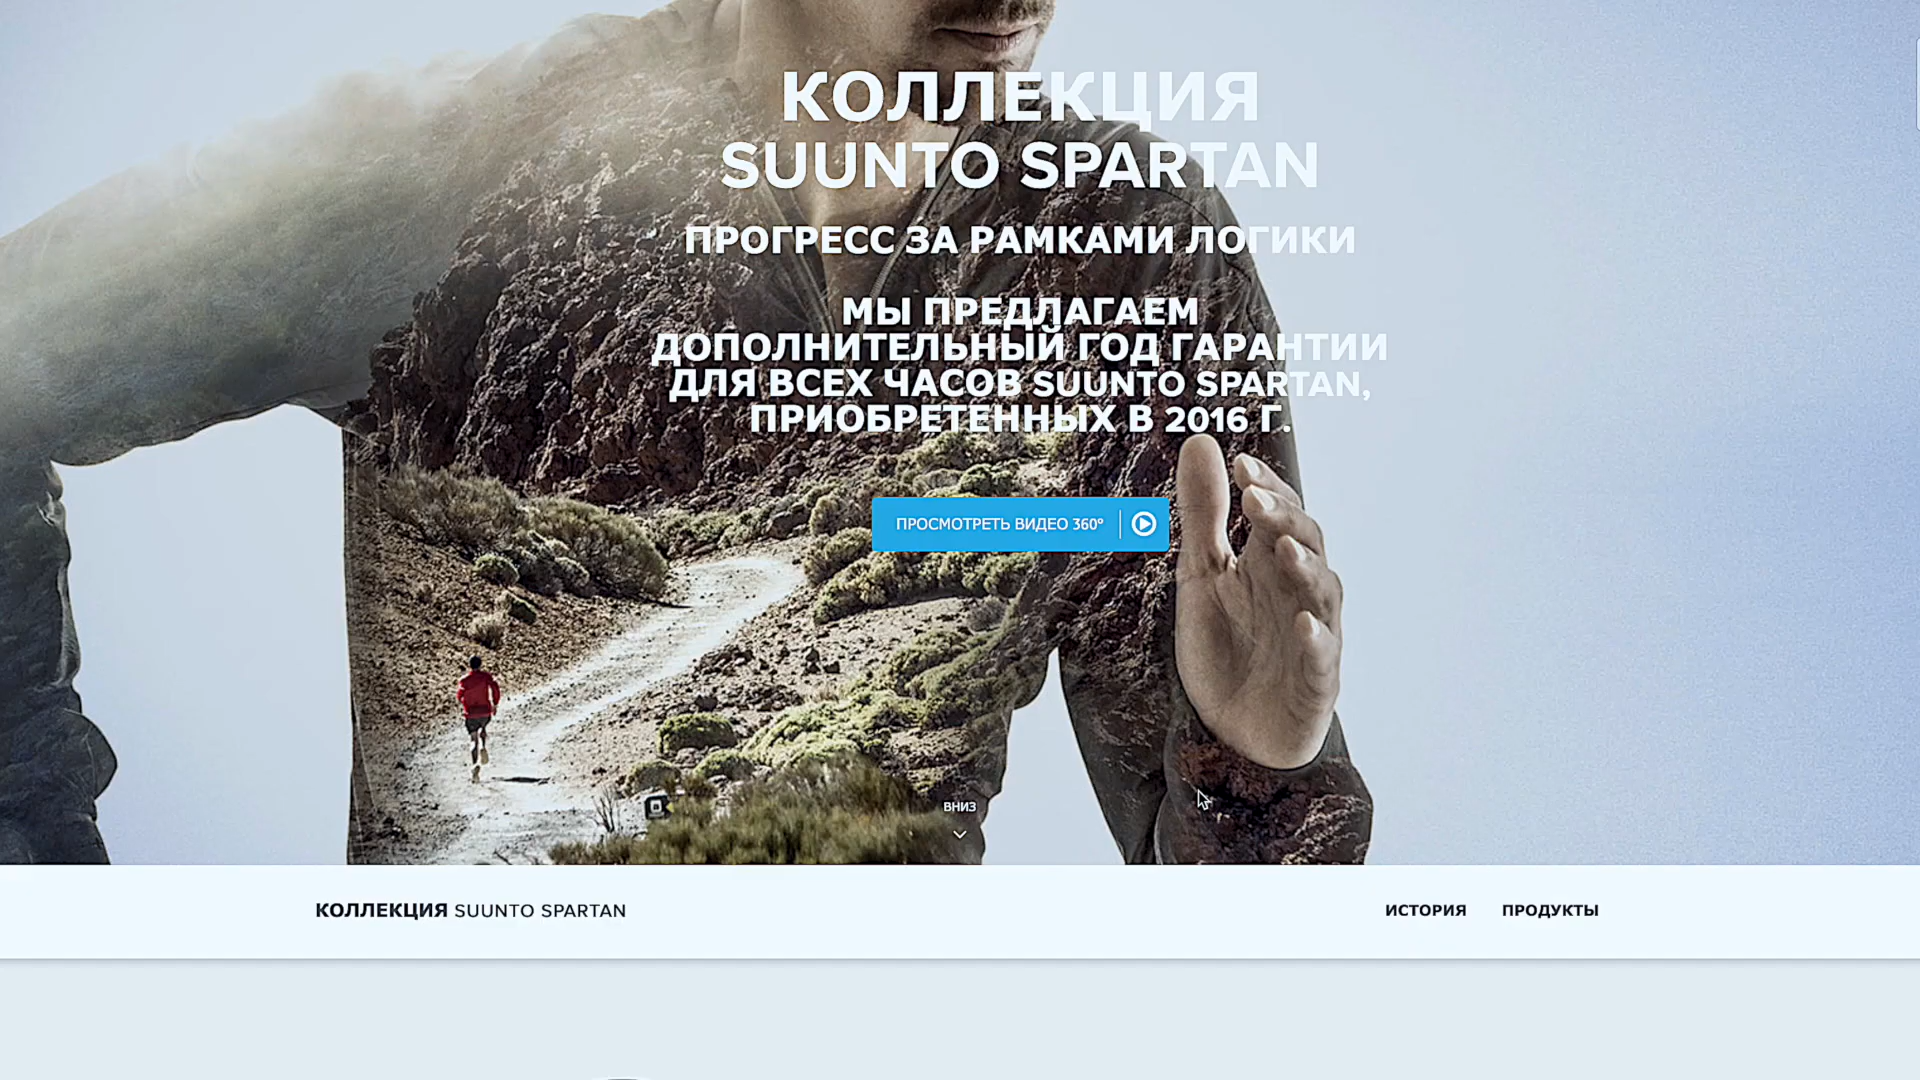 КОЛЛЕКЦИЯ
SUUNTO SPARTAN
ПРОГРЕСС ЗА РАМКАМИ ЛОГИКИ
МЫ ПРЕДЛАГАЕМ
ДОПОЛНИТЕЛЬНЫЙ ГОД ГАРАНТИИ
ДЛЯ ВСЕХ ЧАСОВ SUUNTO SPARTAN,
ПРИОБРЕТЕННЫХ В 2016 Г.
ПРОСМОТРЕТЬ ВИДЕО 360º
ВНИЗ
КОЛЛЕКЦИЯ SUUNTO SPARTAN
ИСТОРИЯ ПРОДУКТЫ